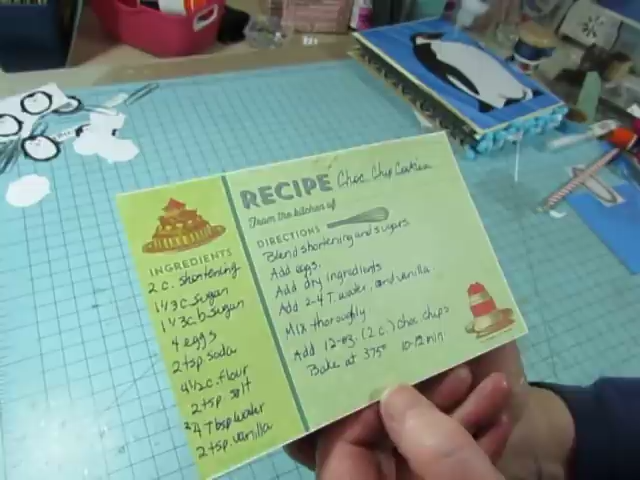 RECIPE Choc. Chip Cookies
From the kitchen of
DIRECTIONS
Blend shortening and sugars
Add eggs.
Add dry ingredients
Add 2-4 T. water, and vanilla
Mix thoroughly
Add 12-oz. (2 c.) choc chips
Bake at 375° 10-12 min
INGREDIENTS
2 c. shortening
1 1/3 c sugar
1 1/3 c. b. sugar
4 eggs
2 tsp soda
4 1/2 c. flour
2 tsp. salt
2-4 Tbsp water
2 tsp. vanilla